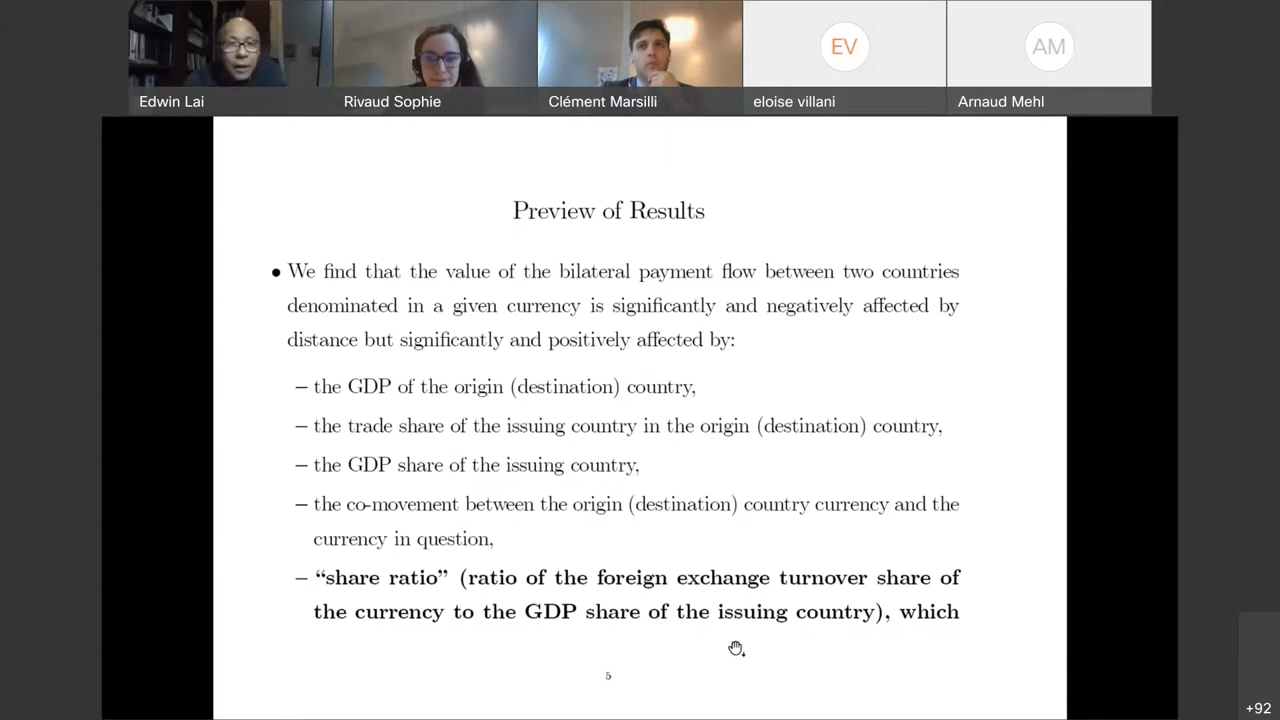 EV
AM
Edwin Lai
Rivaud Sophie
Clément Marsilli
eloise villani
Arnaud Mehl
Preview of Results
• We find that the value of the bilateral payment flow between two countries
denominated in a given currency is significantly and negatively affected by
distance but significantly and positively affected by:
– the GDP of the origin (destination) country,
– the trade share of the issuing country in the origin (destination) country,
– the GDP share of the issuing country,
– the co-movement between the origin (destination) country currency and the
currency in question,
– “share ratio” (ratio of the foreign exchange turnover share of
the currency to the GDP share of the issuing country), which
5
+92